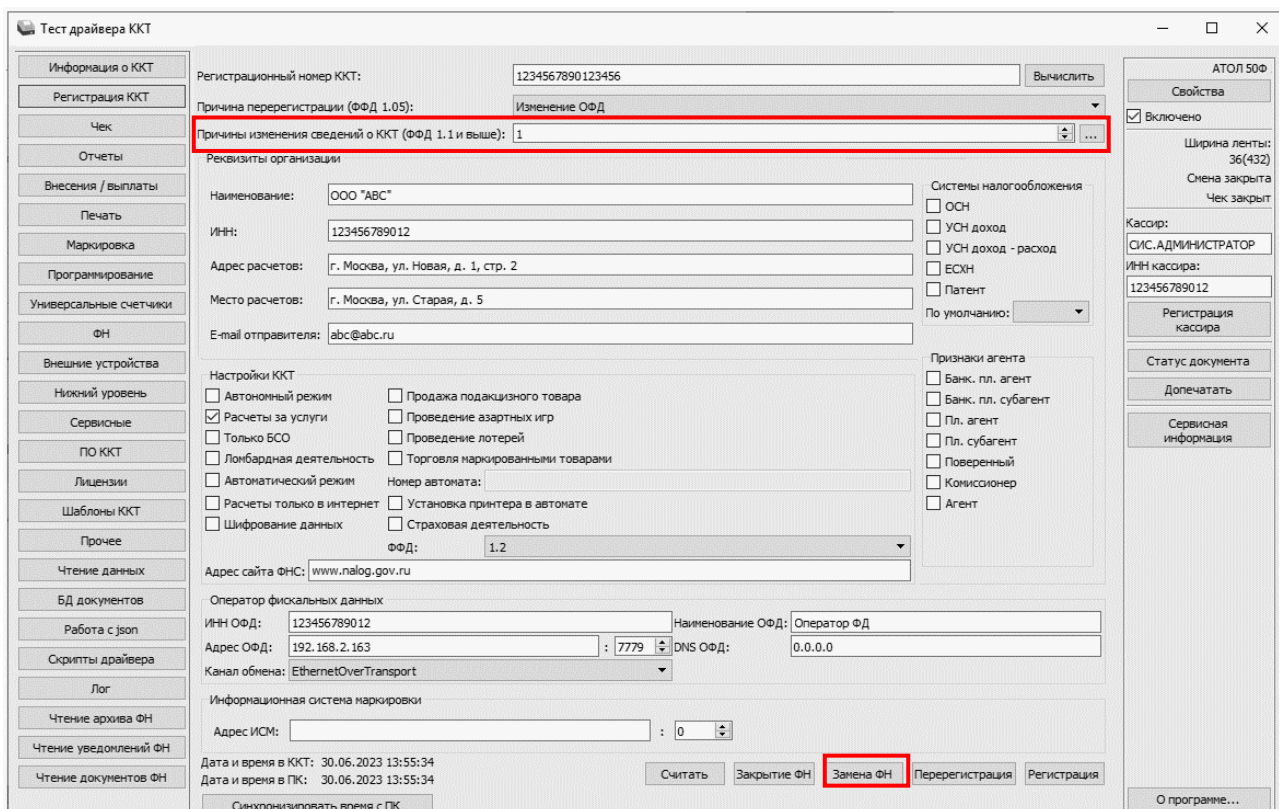 Тест драйвера ККТ
Информация о ККТ
Регистрация ККТ
Чек
Отчеты
Внесения / выплаты
Печать
Маркировка
Программирование
Универсальные счетчики
ФН
Внешние устройства
Нижний уровень
Сервисные
ПО ККТ
Лицензии
Шаблоны ККТ
Прочее
Чтение данных
БД документов
Работа с json
Скрипты драйвера
Лог
Чтение архива ФН
Чтение уведомлений ФН
Чтение документов ФН
Регистрационный номер ККТ: 1234567890123456 Вычислить
Причина перерегистрации (ФФД 1.05): Изменение ОФД
Причины изменения сведений о ККТ (ФФД 1.1 и выше): 1 ...
Реквизиты организации
Наименование: ООО "АВС"
ИНН: 123456789012
Адрес расчетов: г. Москва, ул. Новая, д. 1, стр. 2
Место расчетов: г. Москва, ул. Старая, д. 5
E-mail отправителя: abc@abc.ru
Системы налогообложения
ОСН
УСН доход
УСН доход - расход
ЕСХН
Патент
По умолчанию:
Настройки ККТ
Автономный режим Продажа подакцизного товара
Расчеты за услуги Проведение азартных игр
Только БСО Проведение лотерей
Ломбардная деятельность Торговля маркированными товарами
Автоматический режим Номер автомата:
Расчеты только в интернет Установка принтера в автомате
Шифрование данных Страховая деятельность
ФФД: 1.2
Адрес сайта ФНС: www.nalog.gov.ru
Признаки агента
Банк. пл. агент
Банк. пл. субагент
Пл. агент
Пл. субагент
Поверенный
Комиссионер
Агент
Оператор фискальных данных
ИНН ОФД: 123456789012 Наименование ОФД: Оператор ФД
Адрес ОФД: 192.168.2.163 : 7779 DNS ОФД: 0.0.0.0
Канал обмена: EthernetOverTransport
Информационная система маркировки
Адрес ИСМ: : 0
Дата и время в ККТ: 30.06.2023 13:55:34
Дата и время в ПК: 30.06.2023 13:55:34
Считать Закрытие ФН Замена ФН Перерегистрация Регистрация
Синхронизировать время с ПК
АТОЛ 50Ф
Свойства
Включено
Ширина ленты:
36(432)
Смена закрыта
Чек закрыт
Кассир:
СИС.АДМИНИСТРАТОР
ИНН кассира:
123456789012
Регистрация
кассира
Статус документа
Допечатать
Сервисная
информация
О программе...